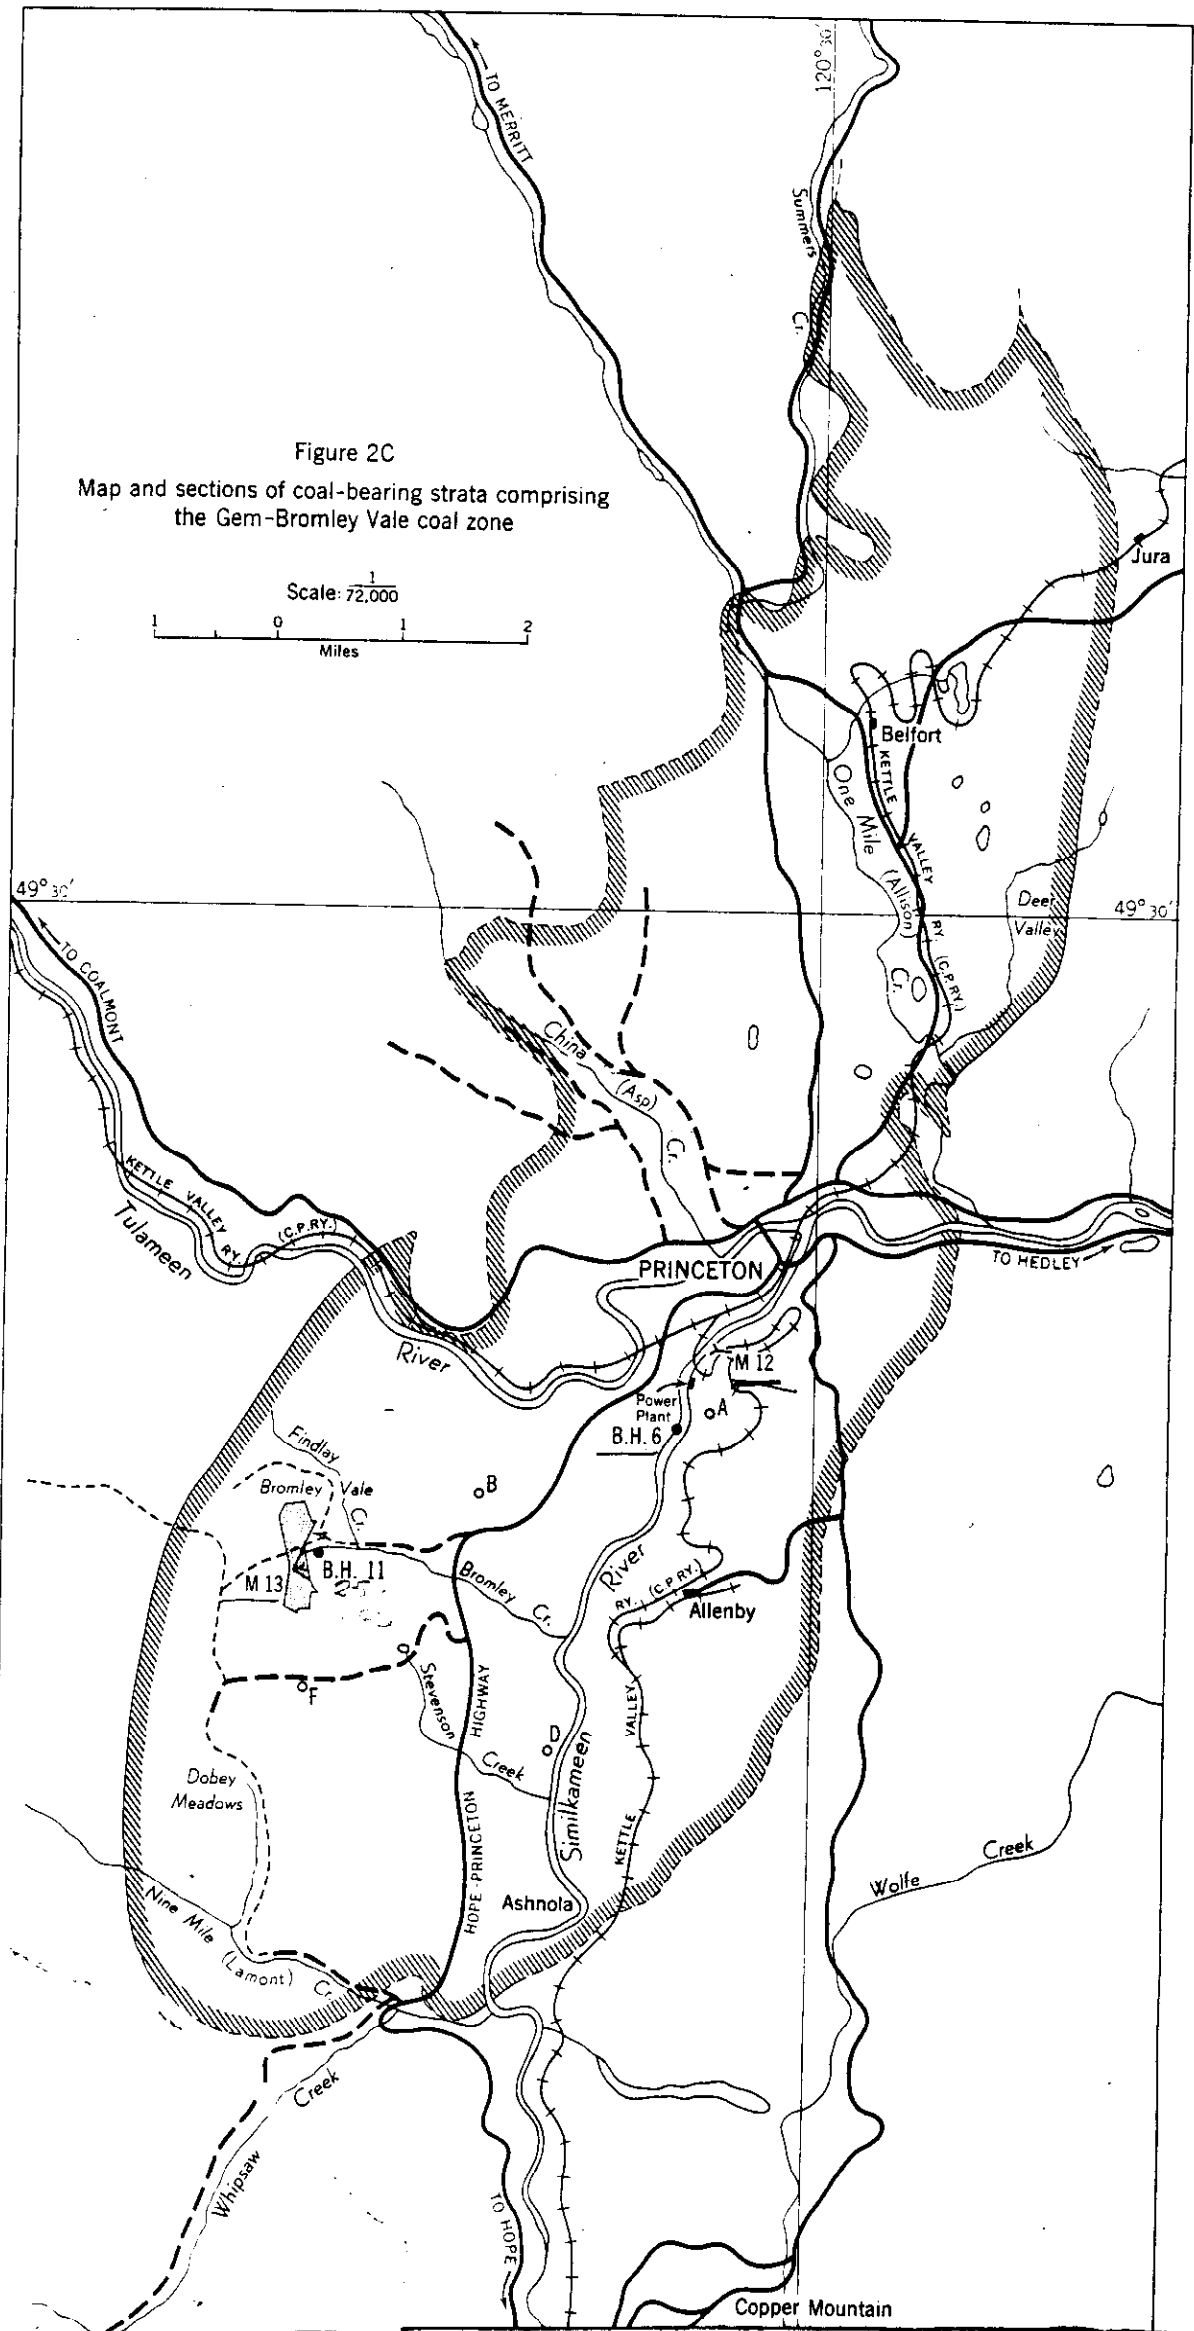 TO MERRITT
120° 30'
Summers
Cr.
Figure 2C
Map and sections of coal-bearing strata comprising
the Gem-Bromley Vale coal zone
Scale: 1/72,000
1 0 1 2
Miles
Jura
Belfort
KETTLE VALLEY RY. (C.P.RY.)
One Mile
(Allison)
Cr.
Deer
Valley
49° 30'
49° 30'
TO COALMONT
China
(Asp)
Cr.
KETTLE VALLEY RY. (C.P.RY.)
Tulameen
River
PRINCETON
TO HEDLEY
M 12
Power
Plant
A
B.H. 6
Findlay
Cr.
Bromley Vale
B
B.H. 11
M 13
Bromley
Cr.
River
RY. (C.P.RY.)
Allenby
F
Stevenson
Creek
HIGHWAY
D
VALLEY
Dobey
Meadows
Similkameen
KETTLE
HOPE-PRINCETON
Ashnola
Wolfe
Creek
Nine Mile
(Lamont)
Cr.
Creek
Whipsaw
TO HOPE
Copper Mountain